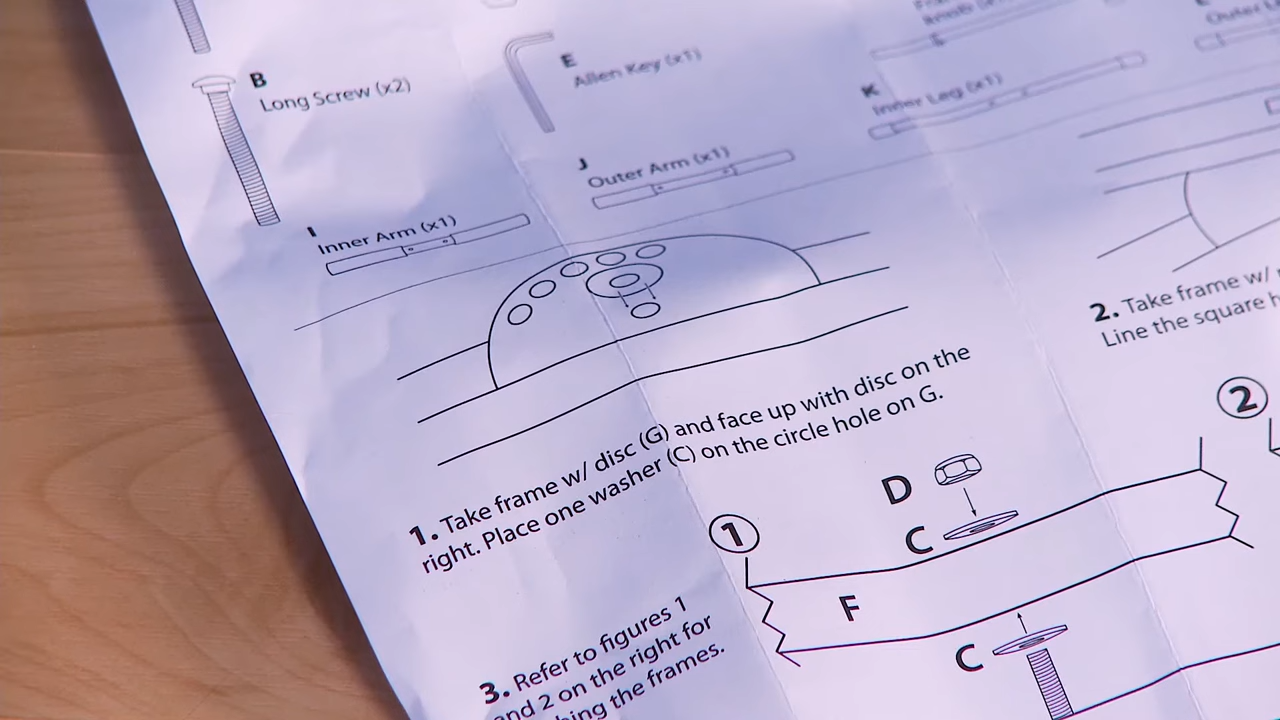 B
Long Screw (x2)
E
Allen Key (x1)
K
Inner Leg (x1)
J
Outer Arm (x1)
I
Inner Arm (x1)
1. Take frame w/ disc (G) and face up with disc on the
right. Place one washer (C) on the circle hole on G.
2. Take frame w/
Line the square
1
D
C
F
C
2
3. Refer to figures 1
and 2 on the right for
the frames.